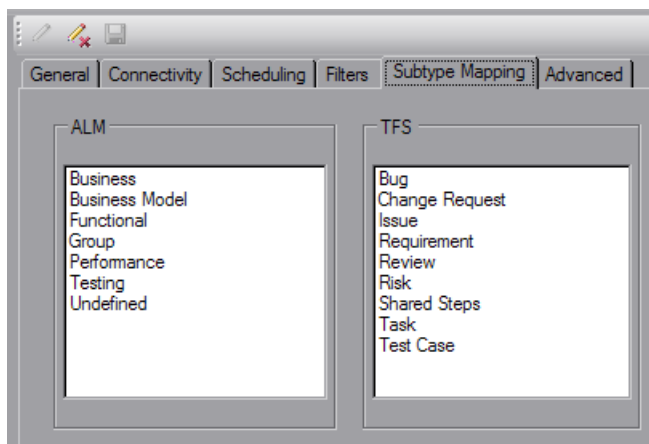 General Connectivity Scheduling Filters Subtype Mapping Advanced
ALM
Business
Business Model
Functional
Group
Performance
Testing
Undefined
TFS
Bug
Change Request
Issue
Requirement
Review
Risk
Shared Steps
Task
Test Case